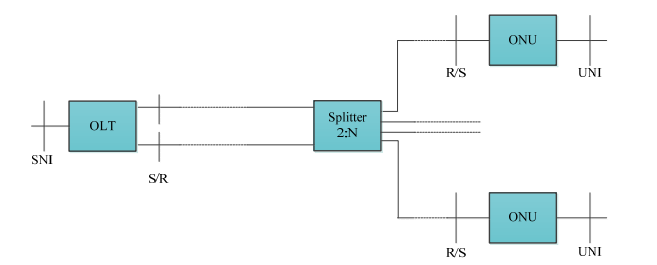 ONU
R/S
UNI
OLT
Splitter
2:N
SNI
S/R
ONU
R/S
UNI